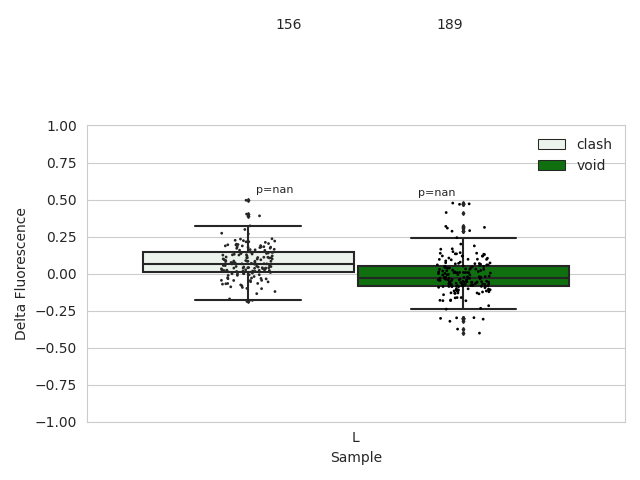 156 189
1.00
0.75
0.50
0.25
0.00
−0.25
−0.50
−0.75
−1.00
Delta Fluorescence
p=nan
p=nan
clash
void
L
Sample